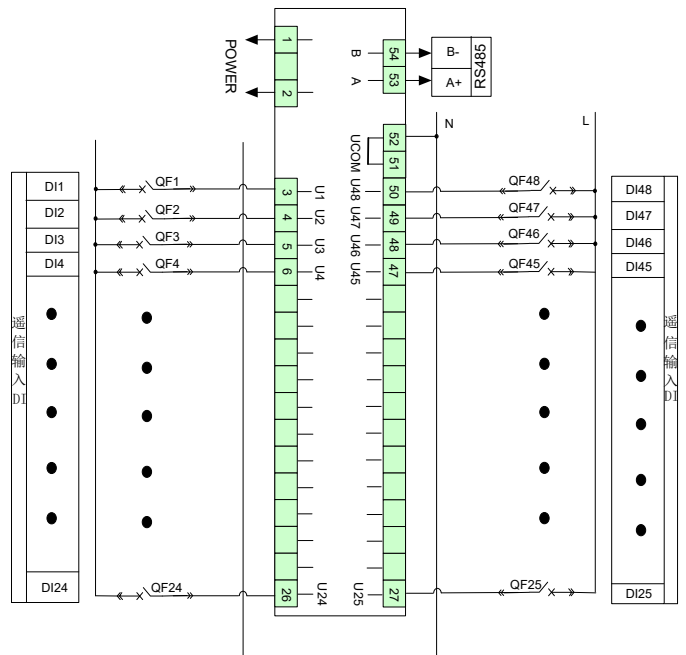 POWER
1
2
B
A
54
53
B-
A+
RS485
N
L
UCOM
52
51
遥信输入DI
DI1
QF1
3
U1
U48
50
QF48
DI48
DI2
QF2
4
U2
U47
49
QF47
DI47
DI3
QF3
5
U3
U46
48
QF46
DI46
DI4
QF4
6
U4
U45
47
QF45
DI45
遥信输入DI
DI24
QF24
26
U24
U25
27
QF25
DI25